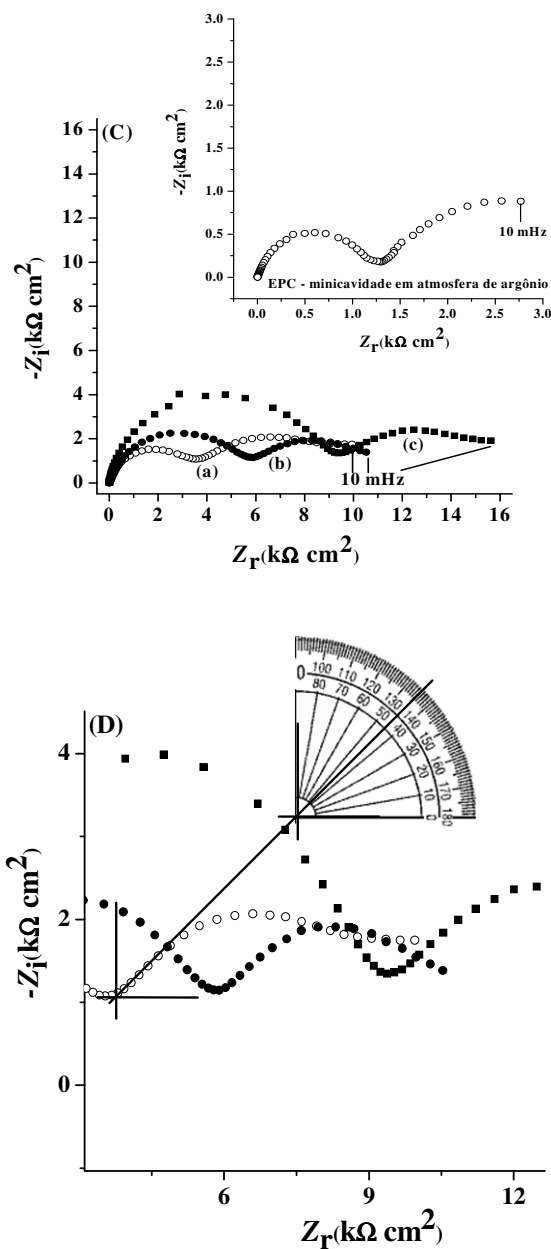 3.0
2.5
2.0
1.5
1.0
0.5
0.0
-Zi(kΩ cm2)
10 mHz
EPC - minicavidade em atmosfera de argônio
0.0 0.5 1.0 1.5 2.0 2.5 3.0
Zr(kΩ cm2)
(C)
16
14
12
10
8
6
4
2
0
-Zi(kΩ cm2)
(a)
(b)
(c)
10 mHz
0 2 4 6 8 10 12 14 16
Zr(kΩ cm2)
(D)
4
2
0
-Zi(kΩ cm2)
0 100 110 120 130 140 150 160 170 180
80 70 60 50 40 30 20 10 0
6 9 12
Zr(kΩ cm2)